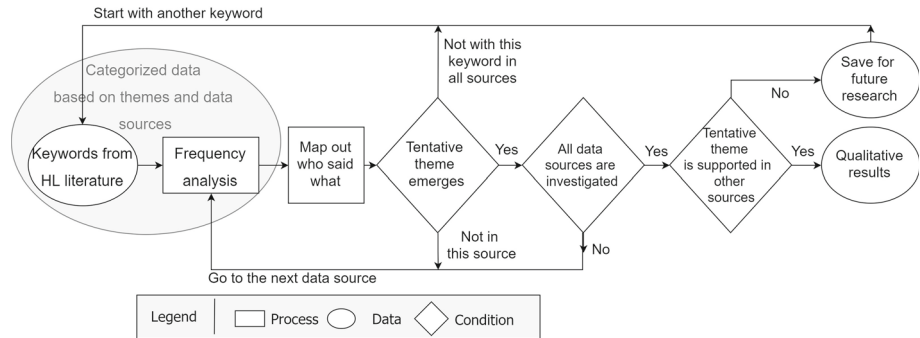 Start with another keyword
Not with this
keyword in
all sources
Categorized data
based on themes and data
sources
Keywords from
HL literature
Frequency
analysis
Map out
who said
what
Tentative
theme
emerges
Yes
All data
sources are
investigated
Yes
Tentative
theme
is supported in
other
sources
No
Save for
future
research
Yes
Qualitative
results
Not in
this source
No
Go to the next data source
Legend
Process
Data
Condition